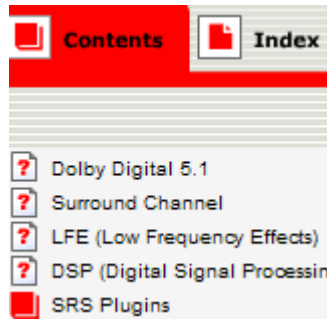 Contents Index
Dolby Digital 5.1
Surround Channel
LFE (Low Frequency Effects)
DSP (Digital Signal Processin
SRS Plugins